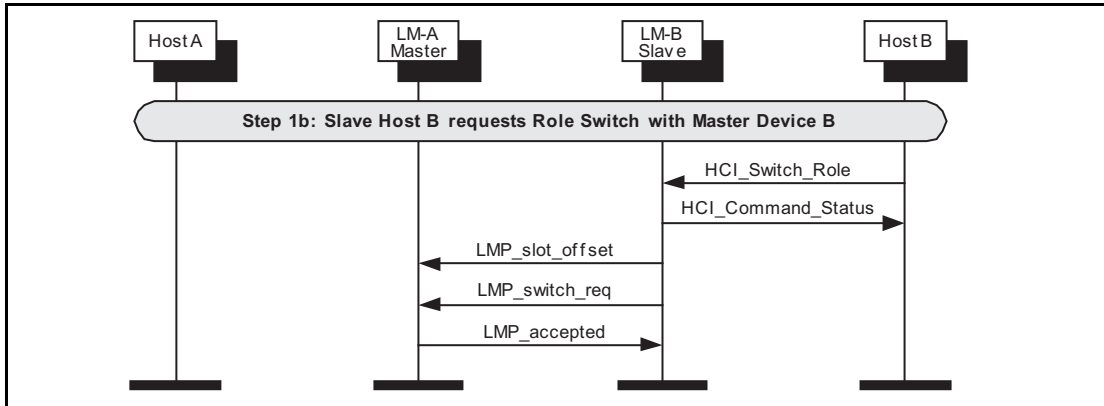 Host A
LM-A
Master
LM-B
Slave
Host B
Step 1b: Slave Host B requests Role Switch with Master Device B
HCI_Switch_Role
HCI_Command_Status
LMP_slot_offset
LMP_switch_req
LMP_accepted